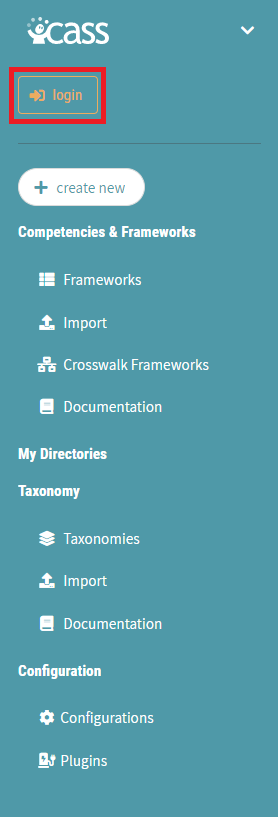 cass
login
create new
Competencies & Frameworks
Frameworks
Import
Crosswalk Frameworks
Documentation
My Directories
Taxonomy
Taxonomies
Import
Documentation
Configuration
Configurations
Plugins